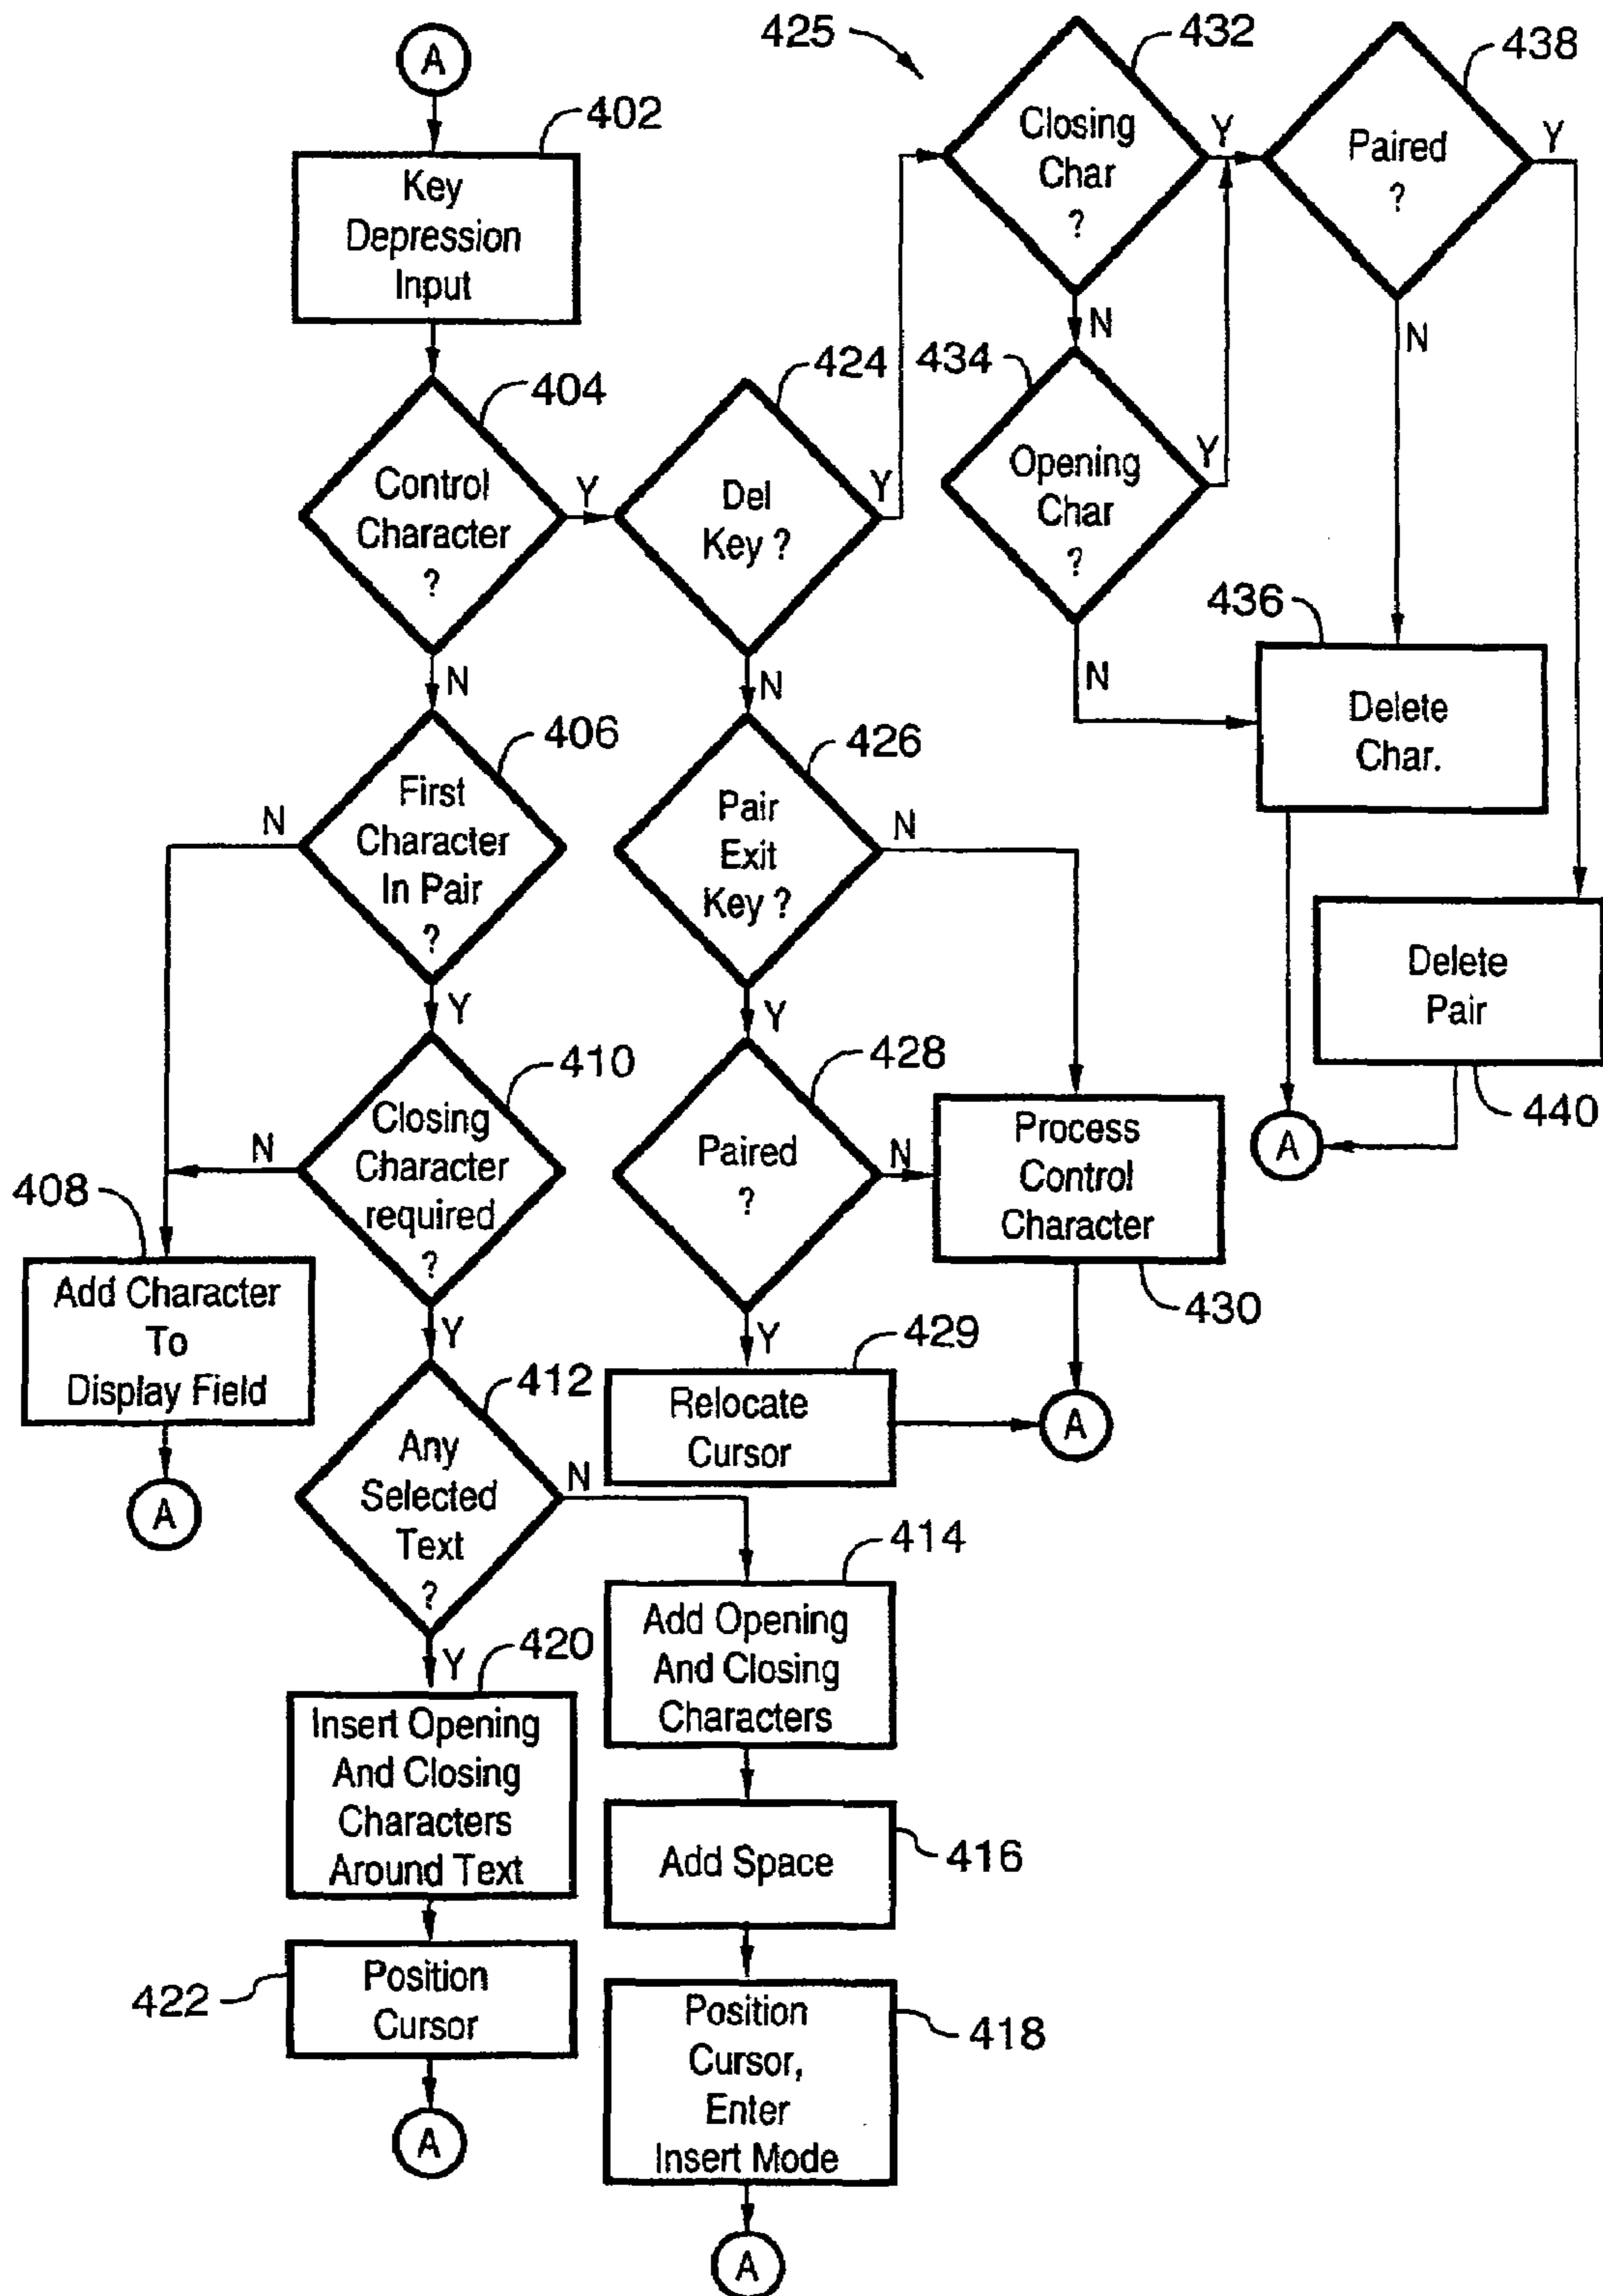 A
402
Key
Depression
Input
404
Control
Character
?
Y
N
406
First
Character
In Pair
?
N
Y
408
Add Character
To
Display Field
A
410
Closing
Character
required
?
N
Y
412
Any
Selected
Text
?
N
Y
420
Insert Opening
And Closing
Characters
Around Text
422
Position
Cursor
A
414
Add Opening
And Closing
Characters
Add Space
416
Position
Cursor,
Enter
Insert Mode
418
A
424
Del
Key ?
Y
N
426
Pair
Exit
Key ?
N
Y
428
Paired
?
N
Y
429
Relocate
Cursor
Process
Control
Character
430
A
425
432
Closing
Char
?
Y
N
434
Opening
Char
?
Y
N
438
Paired
?
Y
N
436
Delete
Char.
Delete
Pair
440
A